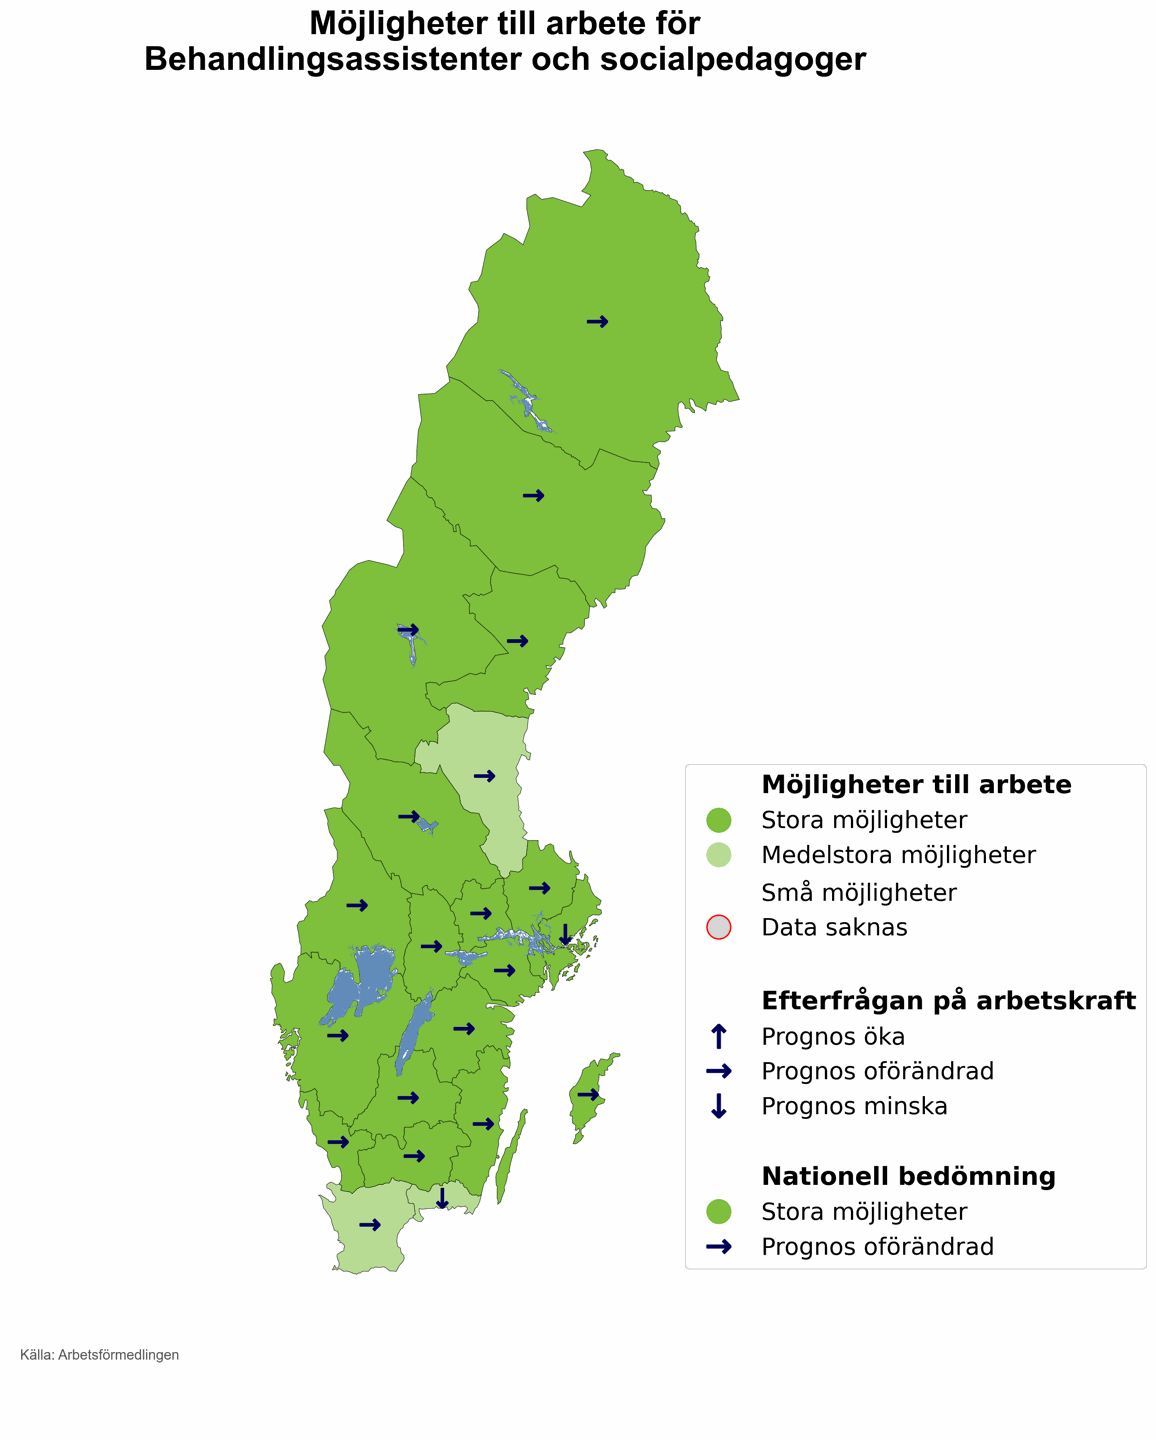 Möjligheter till arbete för
Behandlingsassistenter och socialpedagoger
Möjligheter till arbete
Stora möjligheter
Medelstora möjligheter
Små möjligheter
Data saknas
Efterfrågan på arbetskraft
Prognos öka
Prognos oförändrad
Prognos minska
Nationell bedömning
Stora möjligheter
Prognos oförändrad
Källa: Arbetsförmedlingen